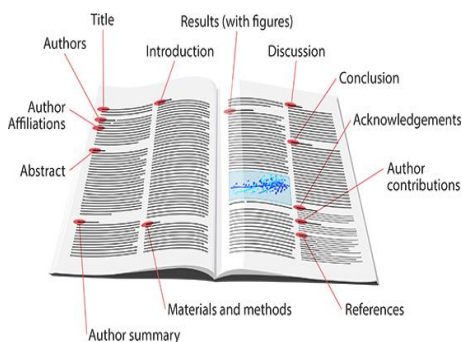 Title
Results (with figures)
Authors
Introduction
Discussion
Conclusion
Author
Affiliations
Acknowledgements
Abstract
Author
contributions
Materials and methods
References
Author summary